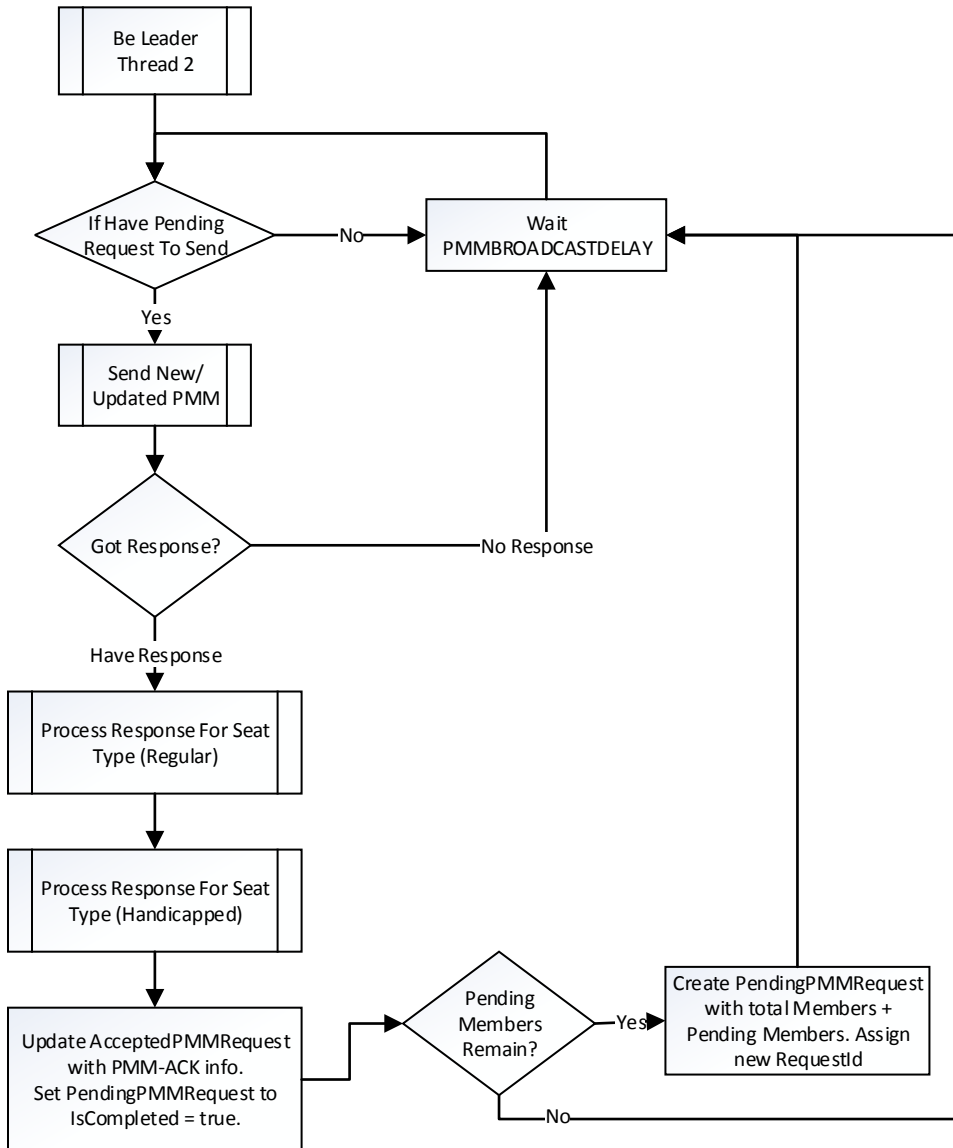 Be Leader
Thread 2
If Have Pending
Request To Send
No
Wait
PMMBROADCASTDELAY
Yes
Send New/
Updated PMM
Got Response?
No Response
Have Response
Process Response For Seat
Type (Regular)
Process Response For Seat
Type (Handicapped)
Update AcceptedPMMRequest
with PMM-ACK info.
Set PendingPMMRequest to
IsCompleted = true.
Pending
Members
Remain?
Yes
Create PendingPMMRequest
with total Members +
Pending Members. Assign
new RequestId
No